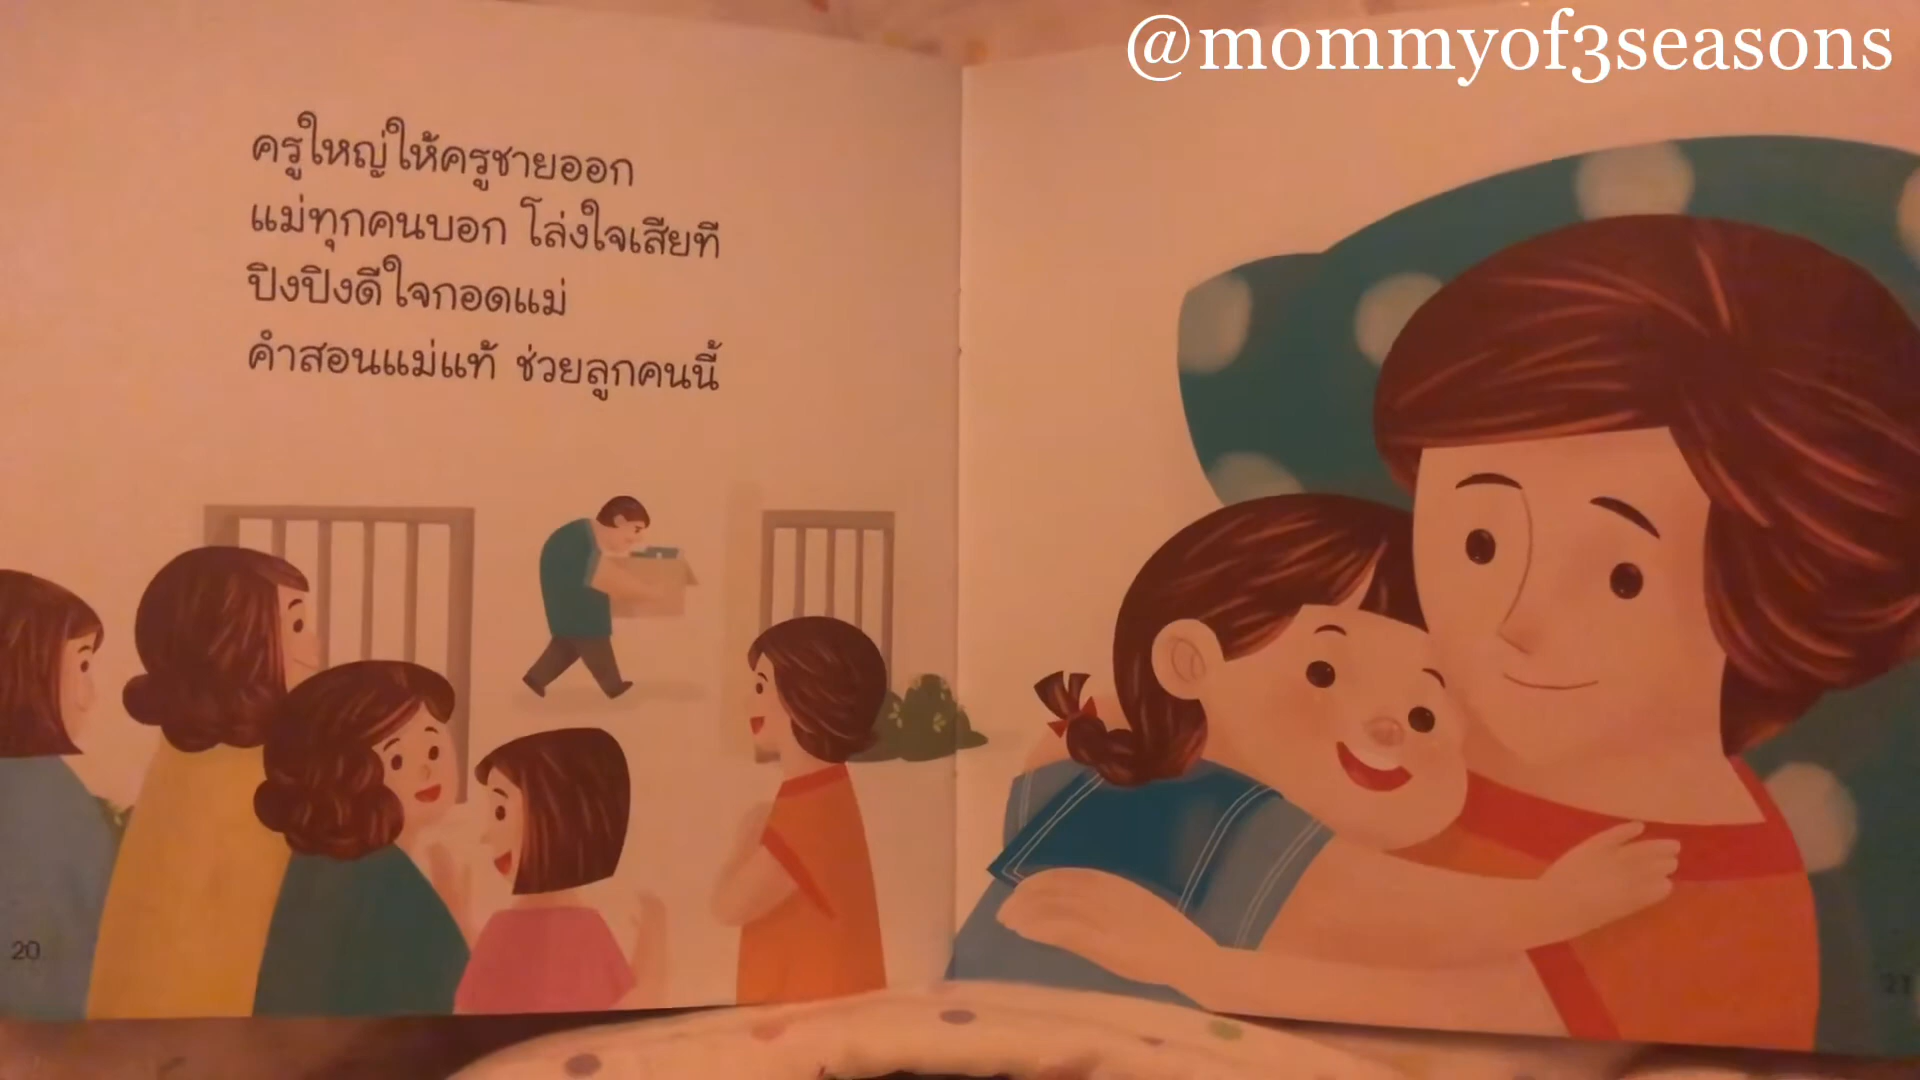 @mommyof3seasons
ครูใหญ่ให้ครูชายออก
แม่ทุกคนบอก โล่งใจเสียที
ปิงปิงดีใจกอดแม่
คำสอนแม่แท้ ช่วยลูกคนนี้
20
21